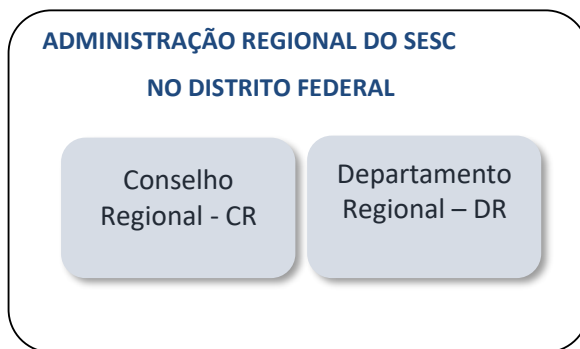 ADMINISTRAÇÃO REGIONAL DO SESC
NO DISTRITO FEDERAL
Conselho
Regional - CR
Departamento
Regional – DR